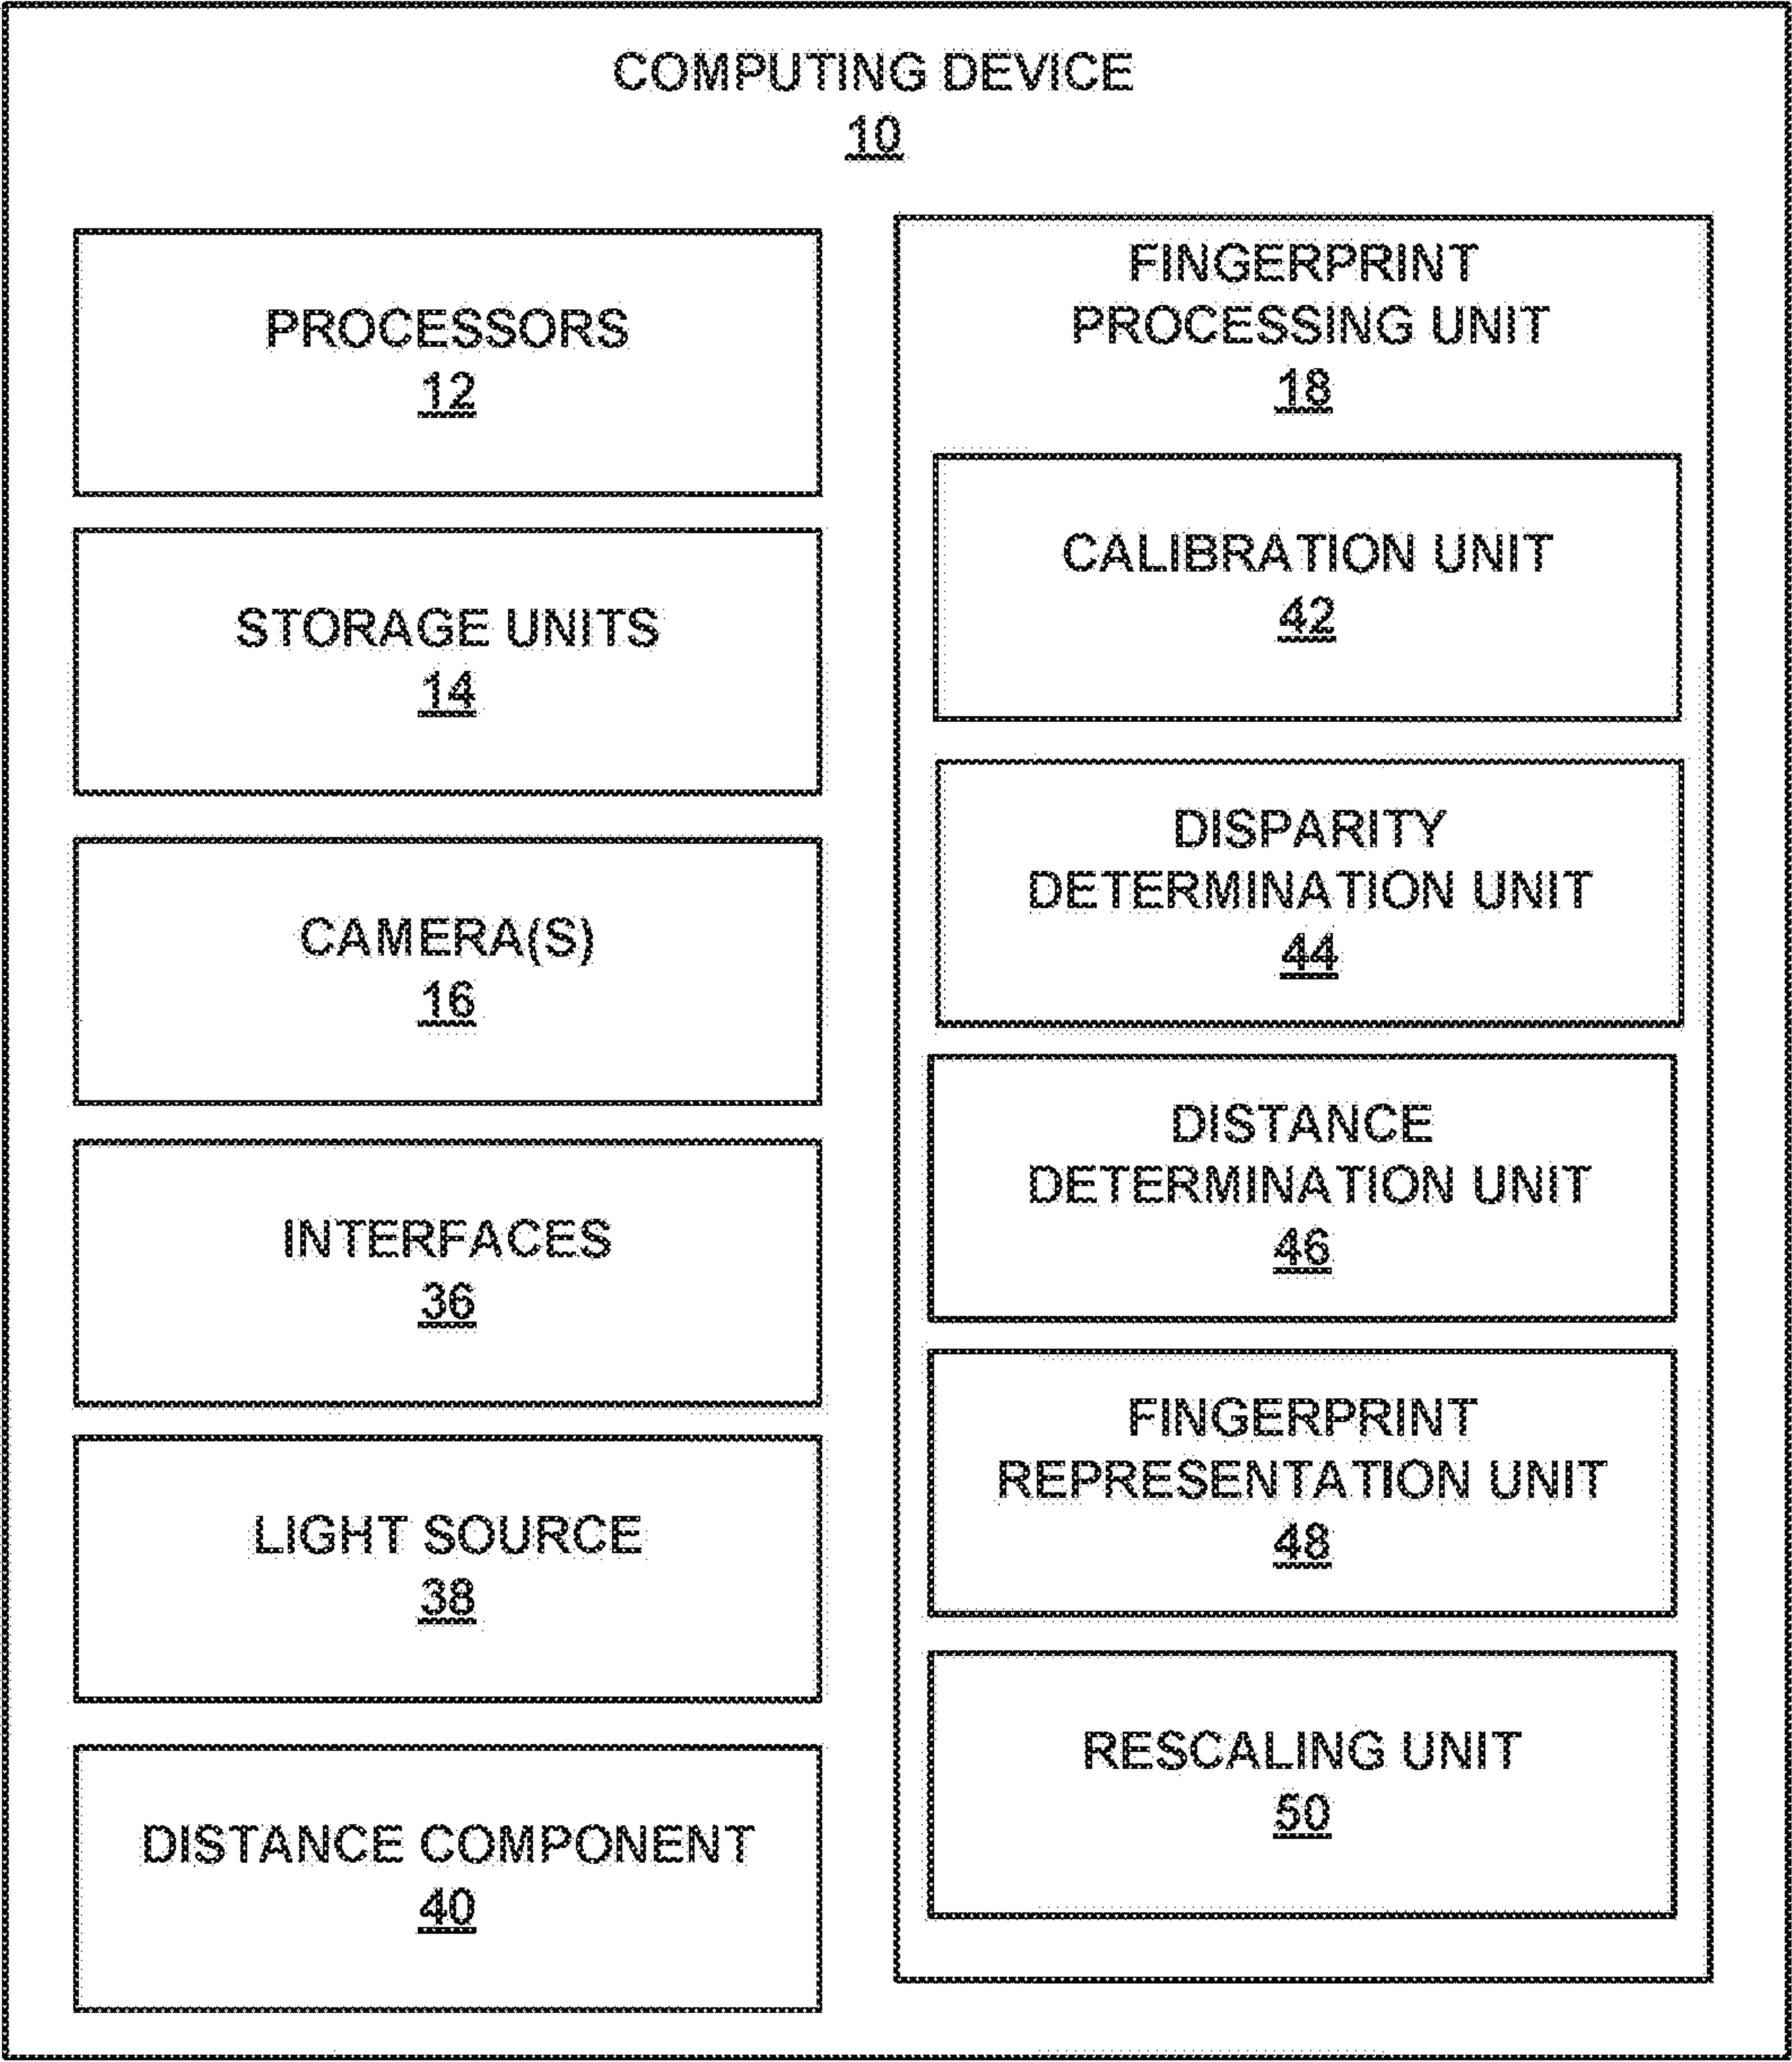 COMPUTING DEVICE
10
PROCESSORS
12
STORAGE UNITS
14
CAMERA(S)
16
INTERFACES
36
LIGHT SOURCE
38
DISTANCE COMPONENT
40
FINGERPRINT
PROCESSING UNIT
18
CALIBRATION UNIT
42
DISPARITY
DETERMINATION UNIT
44
DISTANCE
DETERMINATION UNIT
46
FINGERPRINT
REPRESENTATION UNIT
48
RESCALING UNIT
50